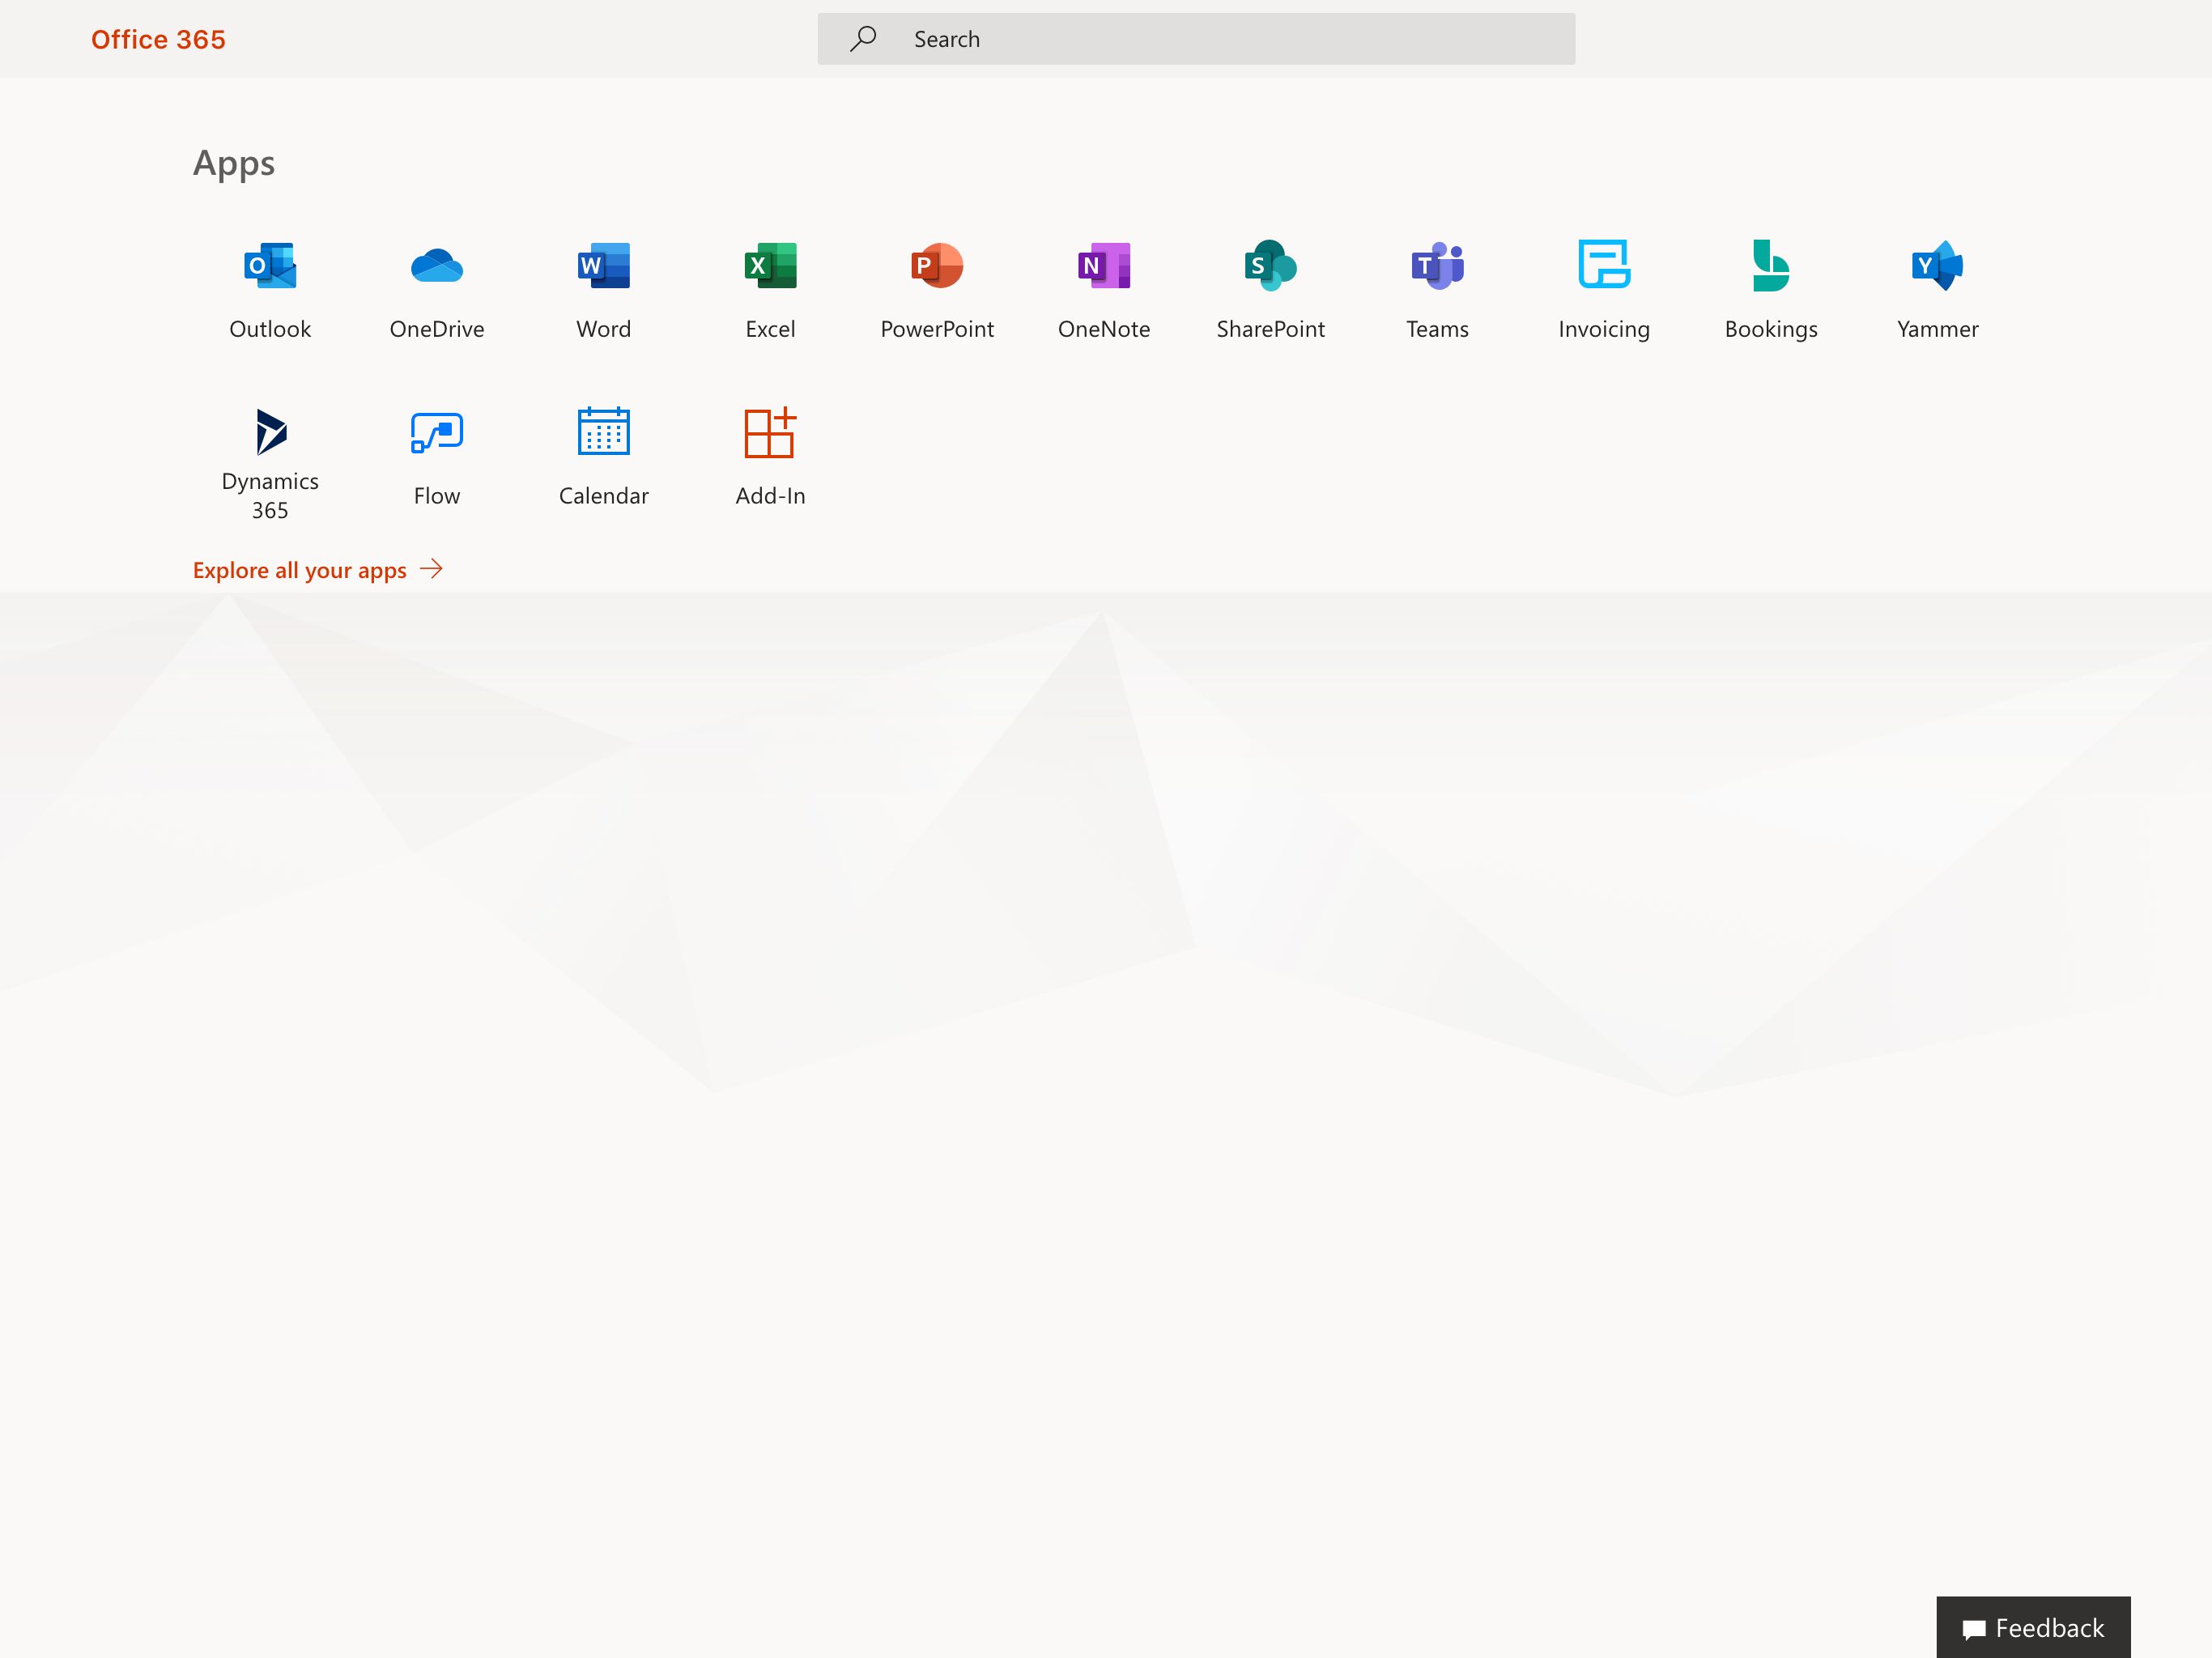 Office 365
Search
Apps
O
W
X
P
N
S
T
Y
Outlook
OneDrive
Word
Excel
PowerPoint
OneNote
SharePoint
Teams
Invoicing
Bookings
Yammer
Dynamics
365
Flow
Calendar
Add-In
Explore all your apps
Feedback